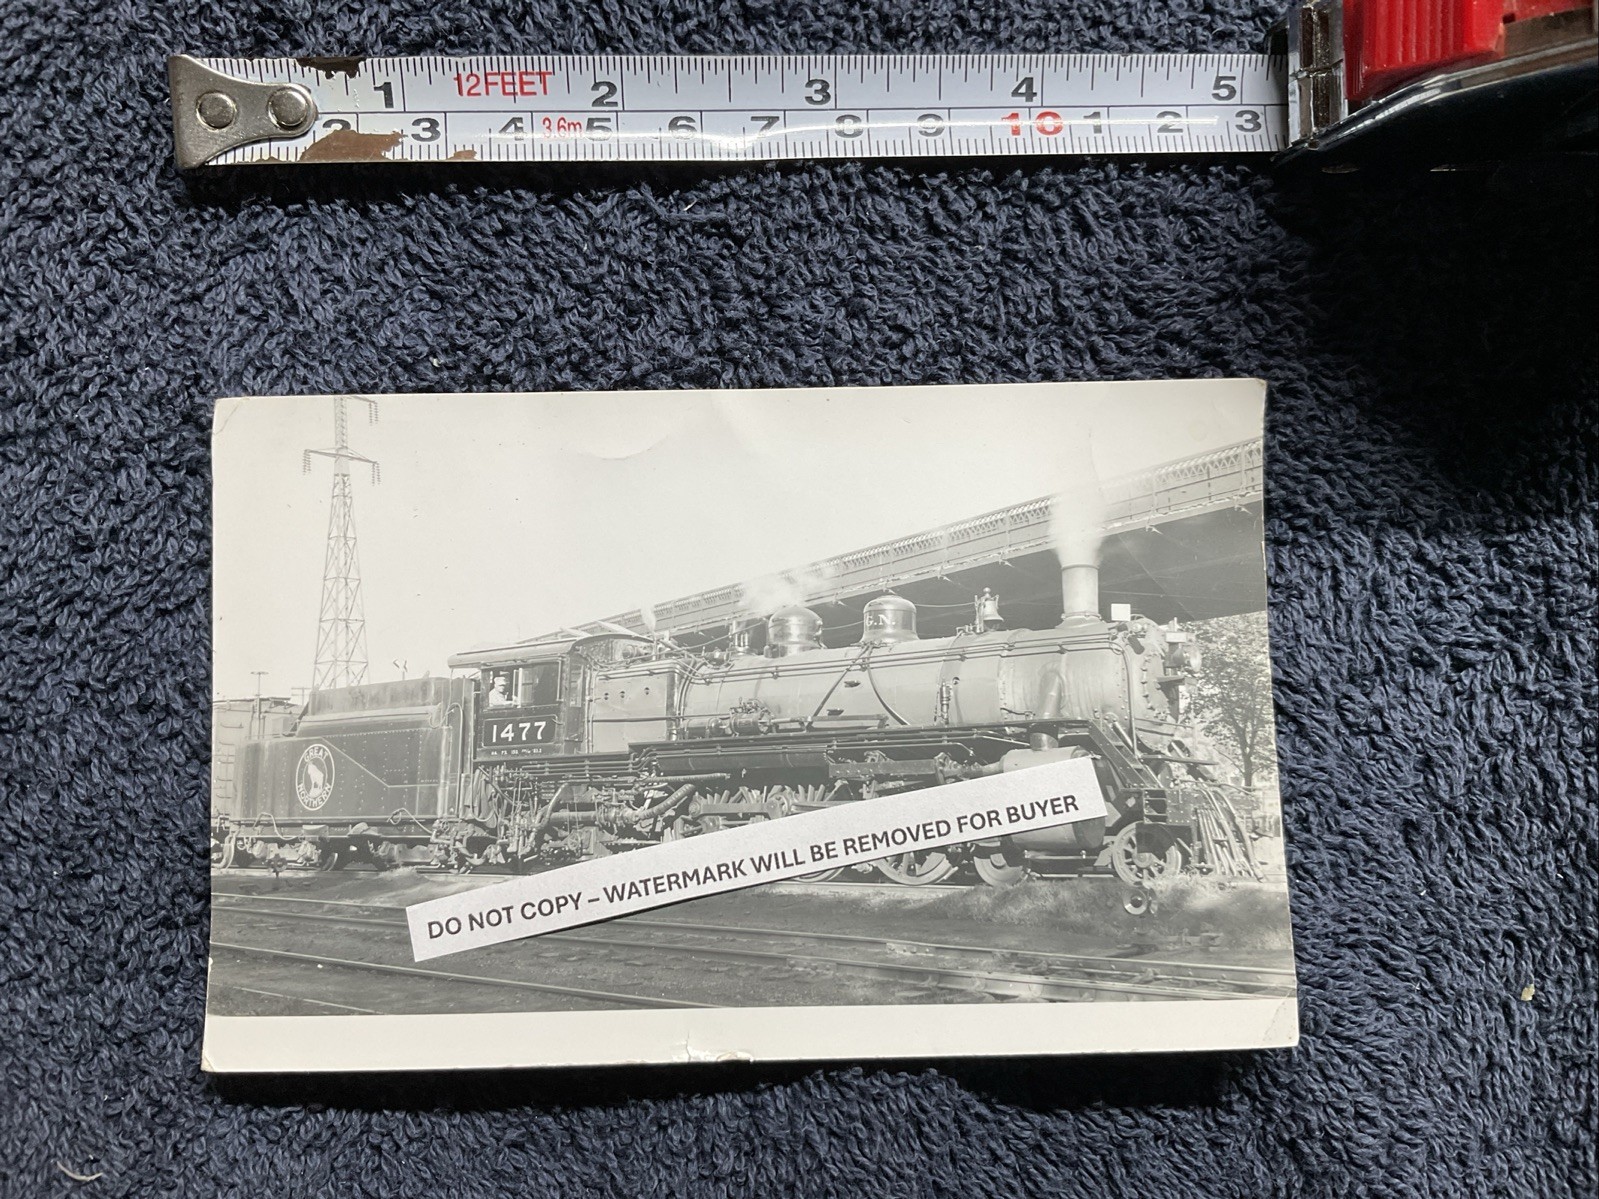 1 12FEET 2 3 4 5
2 3 4 3.6m 5 6 7 8 9 10 1 2 3
G.N.
1477
GREAT
NORTHERN
DO NOT COPY – WATERMARK WILL BE REMOVED FOR BUYER